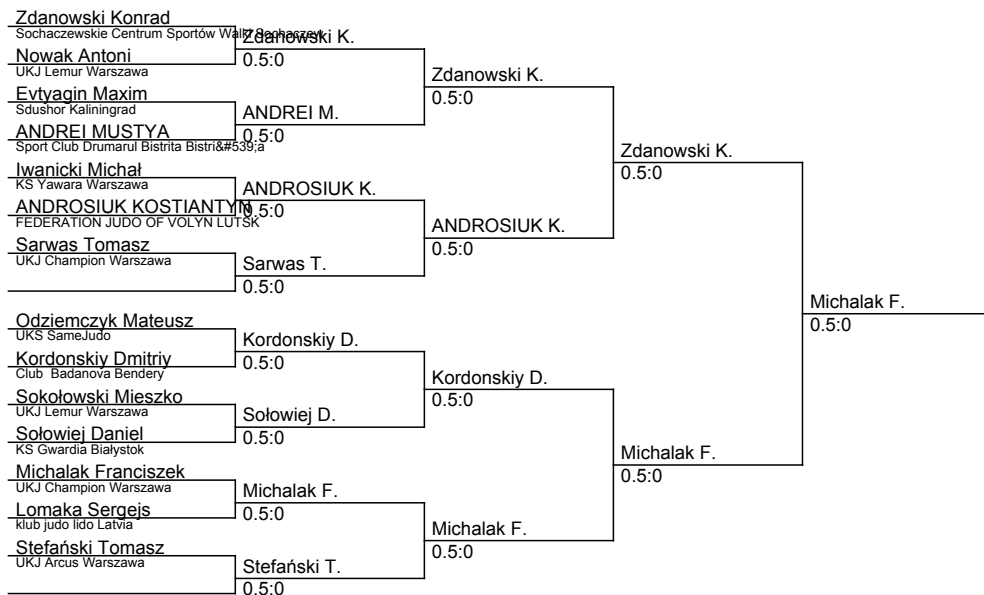 Zdanowski Konrad
Sochaczewskie Centrum Sportów Walki Sochaczew
Zdanowski K.
0.5:0
Nowak Antoni
UKJ Lemur Warszawa
Zdanowski K.
0.5:0
Evtyagin Maxim
Sdushor Kaliningrad
ANDREI M.
0.5:0
ANDREI MUSTYA
Sport Club Drumarul Bistrita Bistri&#539;a
Zdanowski K.
0.5:0
Iwanicki Michał
KS Yawara Warszawa
ANDROSIUK K.
0.5:0
ANDROSIUK KOSTIANTYN
FEDERATION JUDO OF VOLYN LUTSK
ANDROSIUK K.
0.5:0
Sarwas Tomasz
UKJ Champion Warszawa
Sarwas T.
0.5:0
Michalak F.
0.5:0
Odziemczyk Mateusz
UKS SameJudo
Kordonskiy D.
0.5:0
Kordonskiy Dmitriy
Club  Badanova Bendery
Kordonskiy D.
0.5:0
Sokołowski Mieszko
UKJ Lemur Warszawa
Sołowiej D.
0.5:0
Sołowiej Daniel
KS Gwardia Białystok
Michalak F.
0.5:0
Michalak Franciszek
UKJ Champion Warszawa
Michalak F.
0.5:0
Lomaka Sergejs
klub judo lido Latvia
Michalak F.
0.5:0
Stefański Tomasz
UKJ Arcus Warszawa
Stefański T.
0.5:0